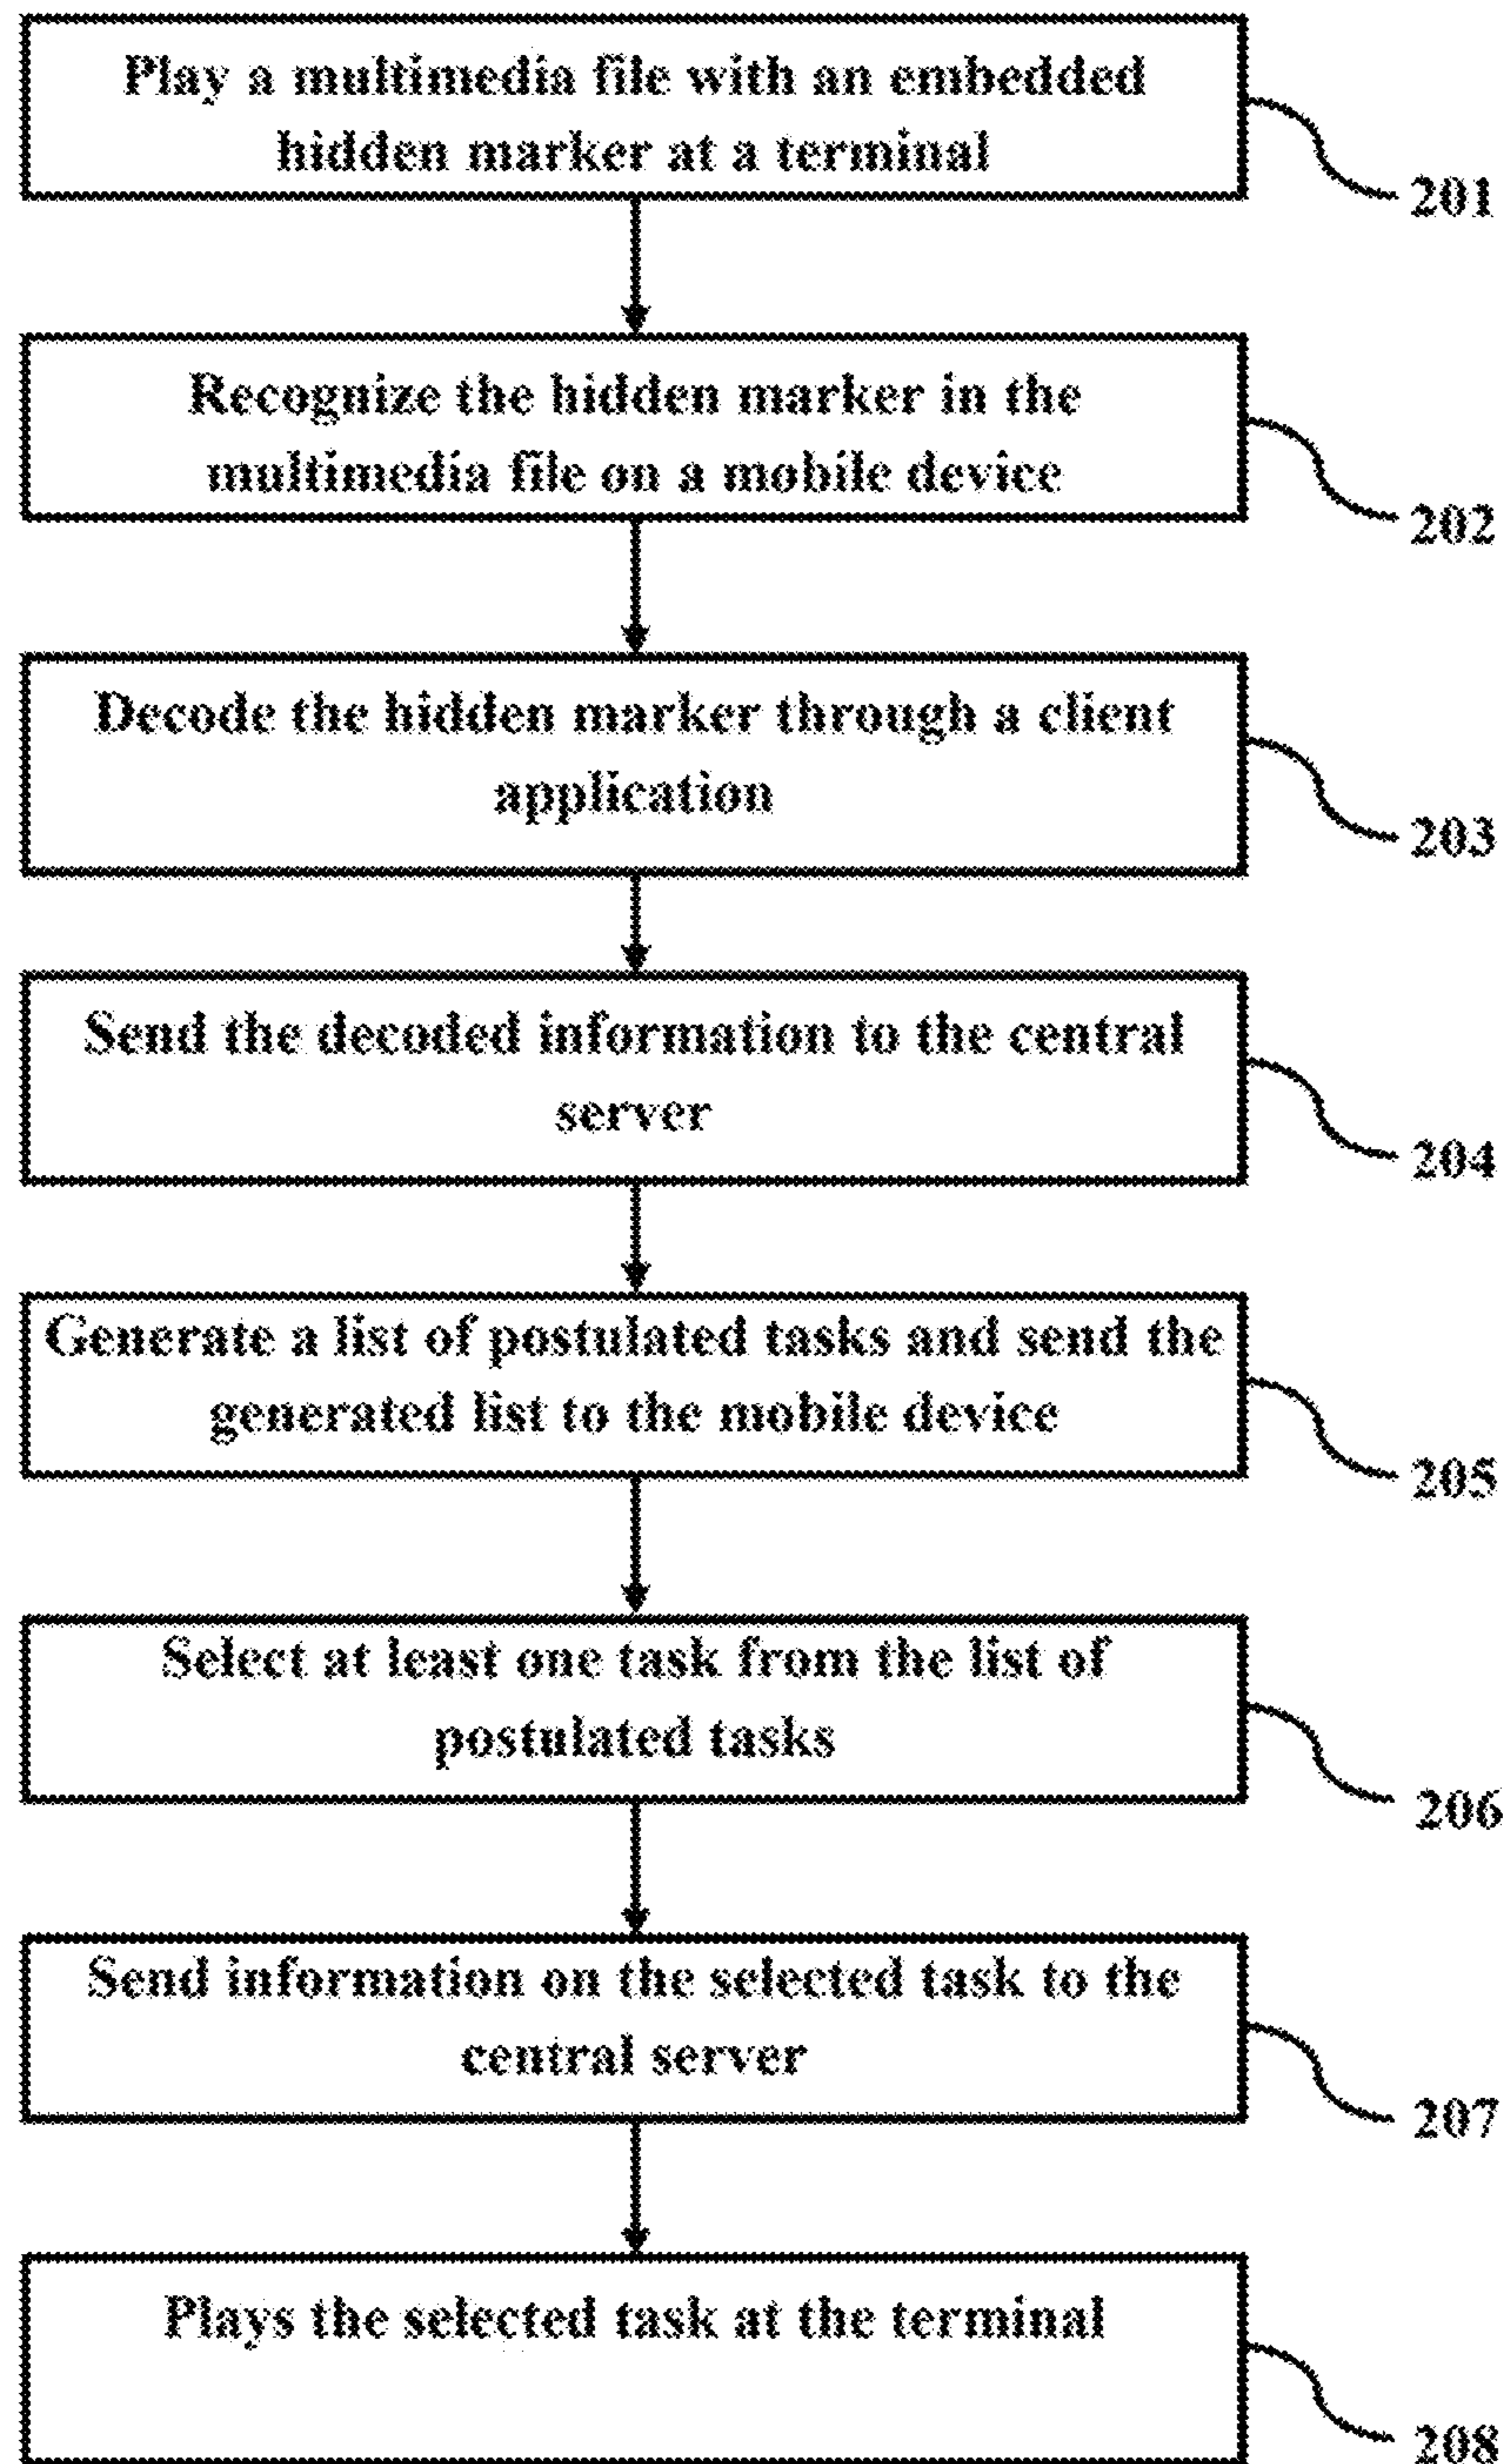 Play a multimedia file with an embedded
hidden marker at a terminal
201
Recognize the hidden marker in the
multimedia file on a mobile device
202
Decode the hidden marker through a client
application
203
Send the decoded information to the central
server
204
Generate a list of postulated tasks and send the
generated list to the mobile device
205
Select at least one task from the list of
postulated tasks
206
Send information on the selected task to the
central server
207
Plays the selected task at the terminal
208